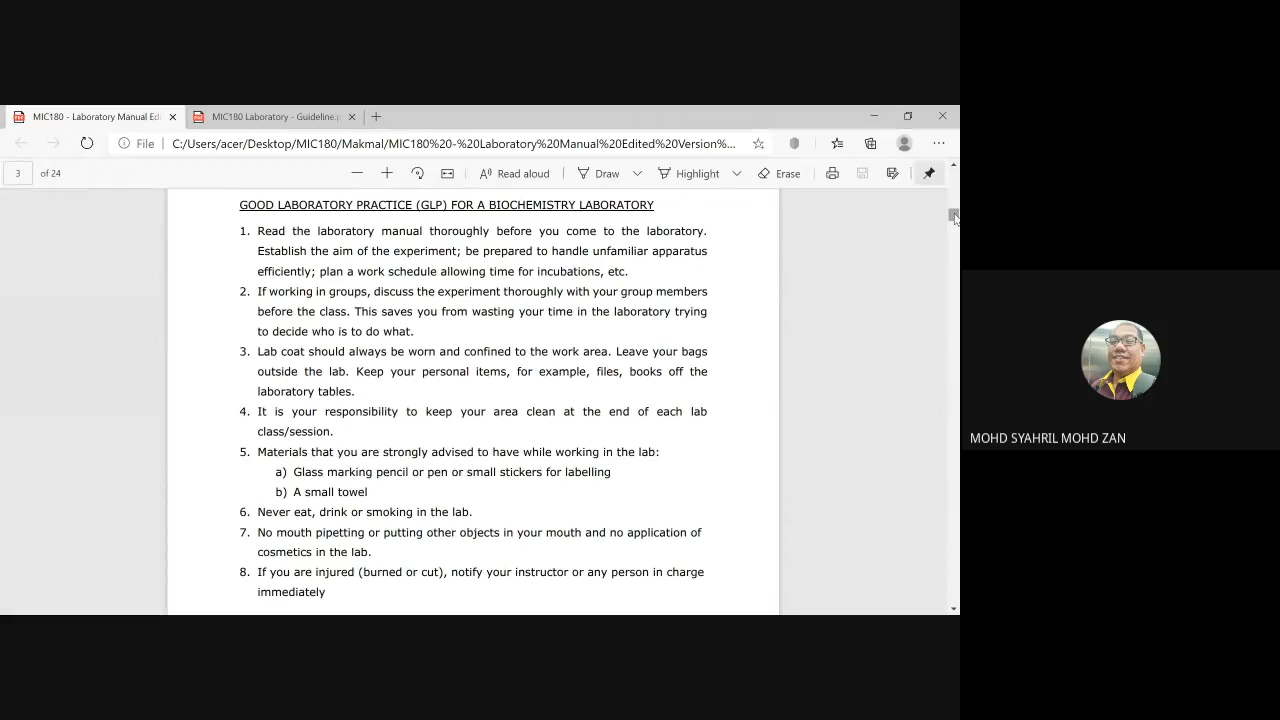 MIC180 - Laboratory Manual Edi
MIC180 Laboratory - Guideline.p
File
C:/Users/acer/Desktop/MIC180/Makmal/MIC180%20-%20Laboratory%20Manual%20Edited%20Version%...
3 of 24
Read aloud
Draw
Highlight
Erase
GOOD LABORATORY PRACTICE (GLP) FOR A BIOCHEMISTRY LABORATORY
1. Read the laboratory manual thoroughly before you come to the laboratory.
Establish the aim of the experiment; be prepared to handle unfamiliar apparatus
efficiently; plan a work schedule allowing time for incubations, etc.
2. If working in groups, discuss the experiment thoroughly with your group members
before the class. This saves you from wasting your time in the laboratory trying
to decide who is to do what.
3. Lab coat should always be worn and confined to the work area. Leave your bags
outside the lab. Keep your personal items, for example, files, books off the
laboratory tables.
4. It is your responsibility to keep your area clean at the end of each lab
class/session.
5. Materials that you are strongly advised to have while working in the lab:
a) Glass marking pencil or pen or small stickers for labelling
b) A small towel
6. Never eat, drink or smoking in the lab.
7. No mouth pipetting or putting other objects in your mouth and no application of
cosmetics in the lab.
8. If you are injured (burned or cut), notify your instructor or any person in charge
immediately
MOHD SYAHRIL MOHD ZAN